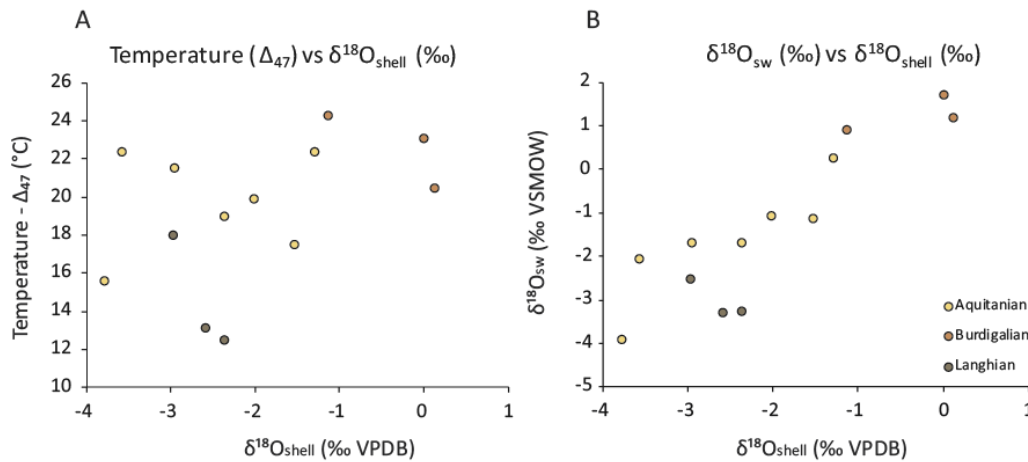 A
Temperature (Δ₄₇) vs δ¹⁸Oshell (‰)
26
24
22
20
18
16
14
12
10
-4
-3
-2
-1
0
1
Temperature - Δ₄₇ (°C)
δ¹⁸Oshell (‰ VPDB)
B
δ¹⁸Osw (‰) vs δ¹⁸Oshell (‰)
2
1
0
-1
-2
-3
-4
-5
-4
-3
-2
-1
0
1
δ¹⁸Osw (‰ VSMOW)
δ¹⁸Oshell (‰ VPDB)
Aquitanian
Burdigalian
Langhian